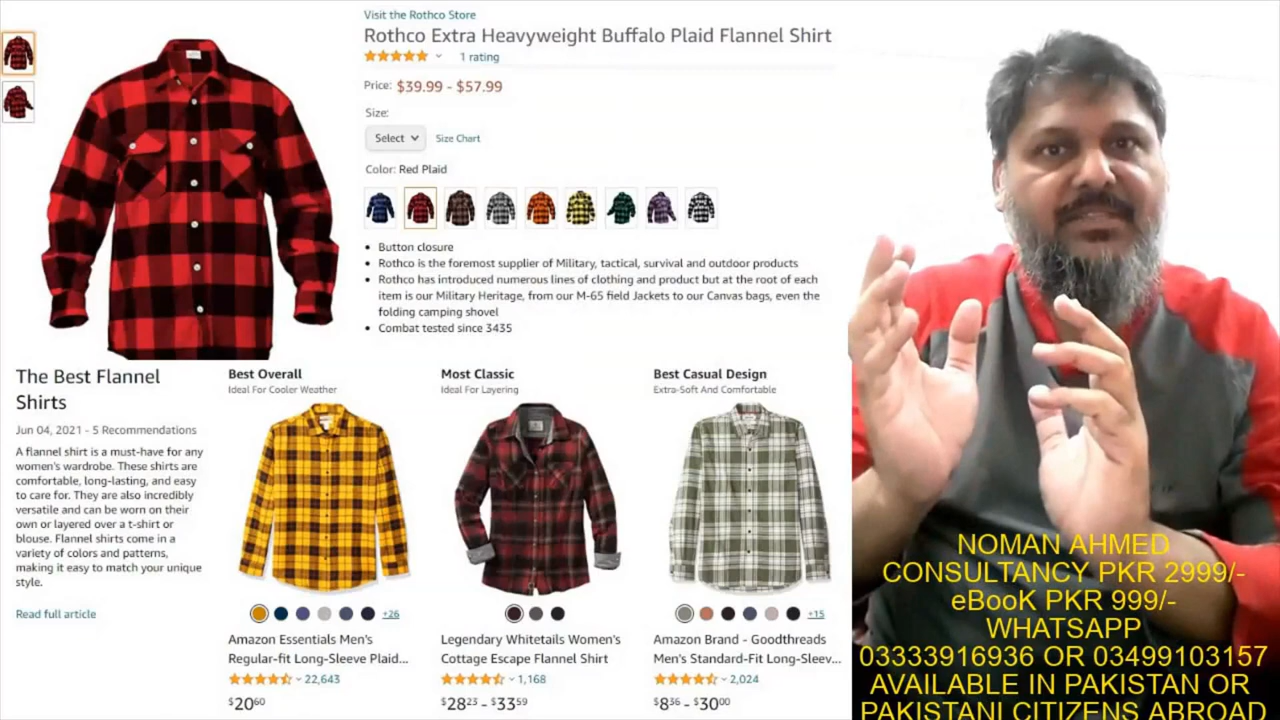 Visit the Rothco Store
Rothco Extra Heavyweight Buffalo Plaid Flannel Shirt
1 rating
Price: $39.99 - $57.99
Size:
Select
Size Chart
Color: Red Plaid
Button closure
Rothco is the foremost supplier of Military, tactical, survival and outdoor products
Rothco has introduced numerous lines of clothing and product but at the root of each
item is our Military Heritage, from our M-65 field Jackets to our Canvas bags, even the
folding camping shovel
Combat tested since 3435
The Best Flannel
Shirts
Jun 04, 2021 - 5 Recommendations
A flannel shirt is a must-have for any
women's wardrobe. These shirts are
comfortable, long-lasting, and easy
to care for. They are also incredibly
versatile and can be worn on their
own or layered over a t-shirt or
blouse. Flannel shirts come in a
variety of colors and patterns,
making it easy to match your unique
style.
Read full article
Best Overall
Ideal For Cooler Weather
+26
Amazon Essentials Men's
Regular-fit Long-Sleeve Plaid...
22,643
$2060
Most Classic
Ideal For Layering
Legendary Whitetails Women's
Cottage Escape Flannel Shirt
1,168
$2823 - $3359
Best Casual Design
Extra-Soft And Comfortable
+15
Amazon Brand - Goodthreads
Men's Standard-Fit Long-Sleev...
2,024
$836 - $3000
NOMAN AHMED
CONSULTANCY PKR 2999/-
eBooK PKR 999/-
WHATSAPP
03333916936 OR 03499103157
AVAILABLE IN PAKISTAN OR
PAKISTANI CITIZENS ABROAD